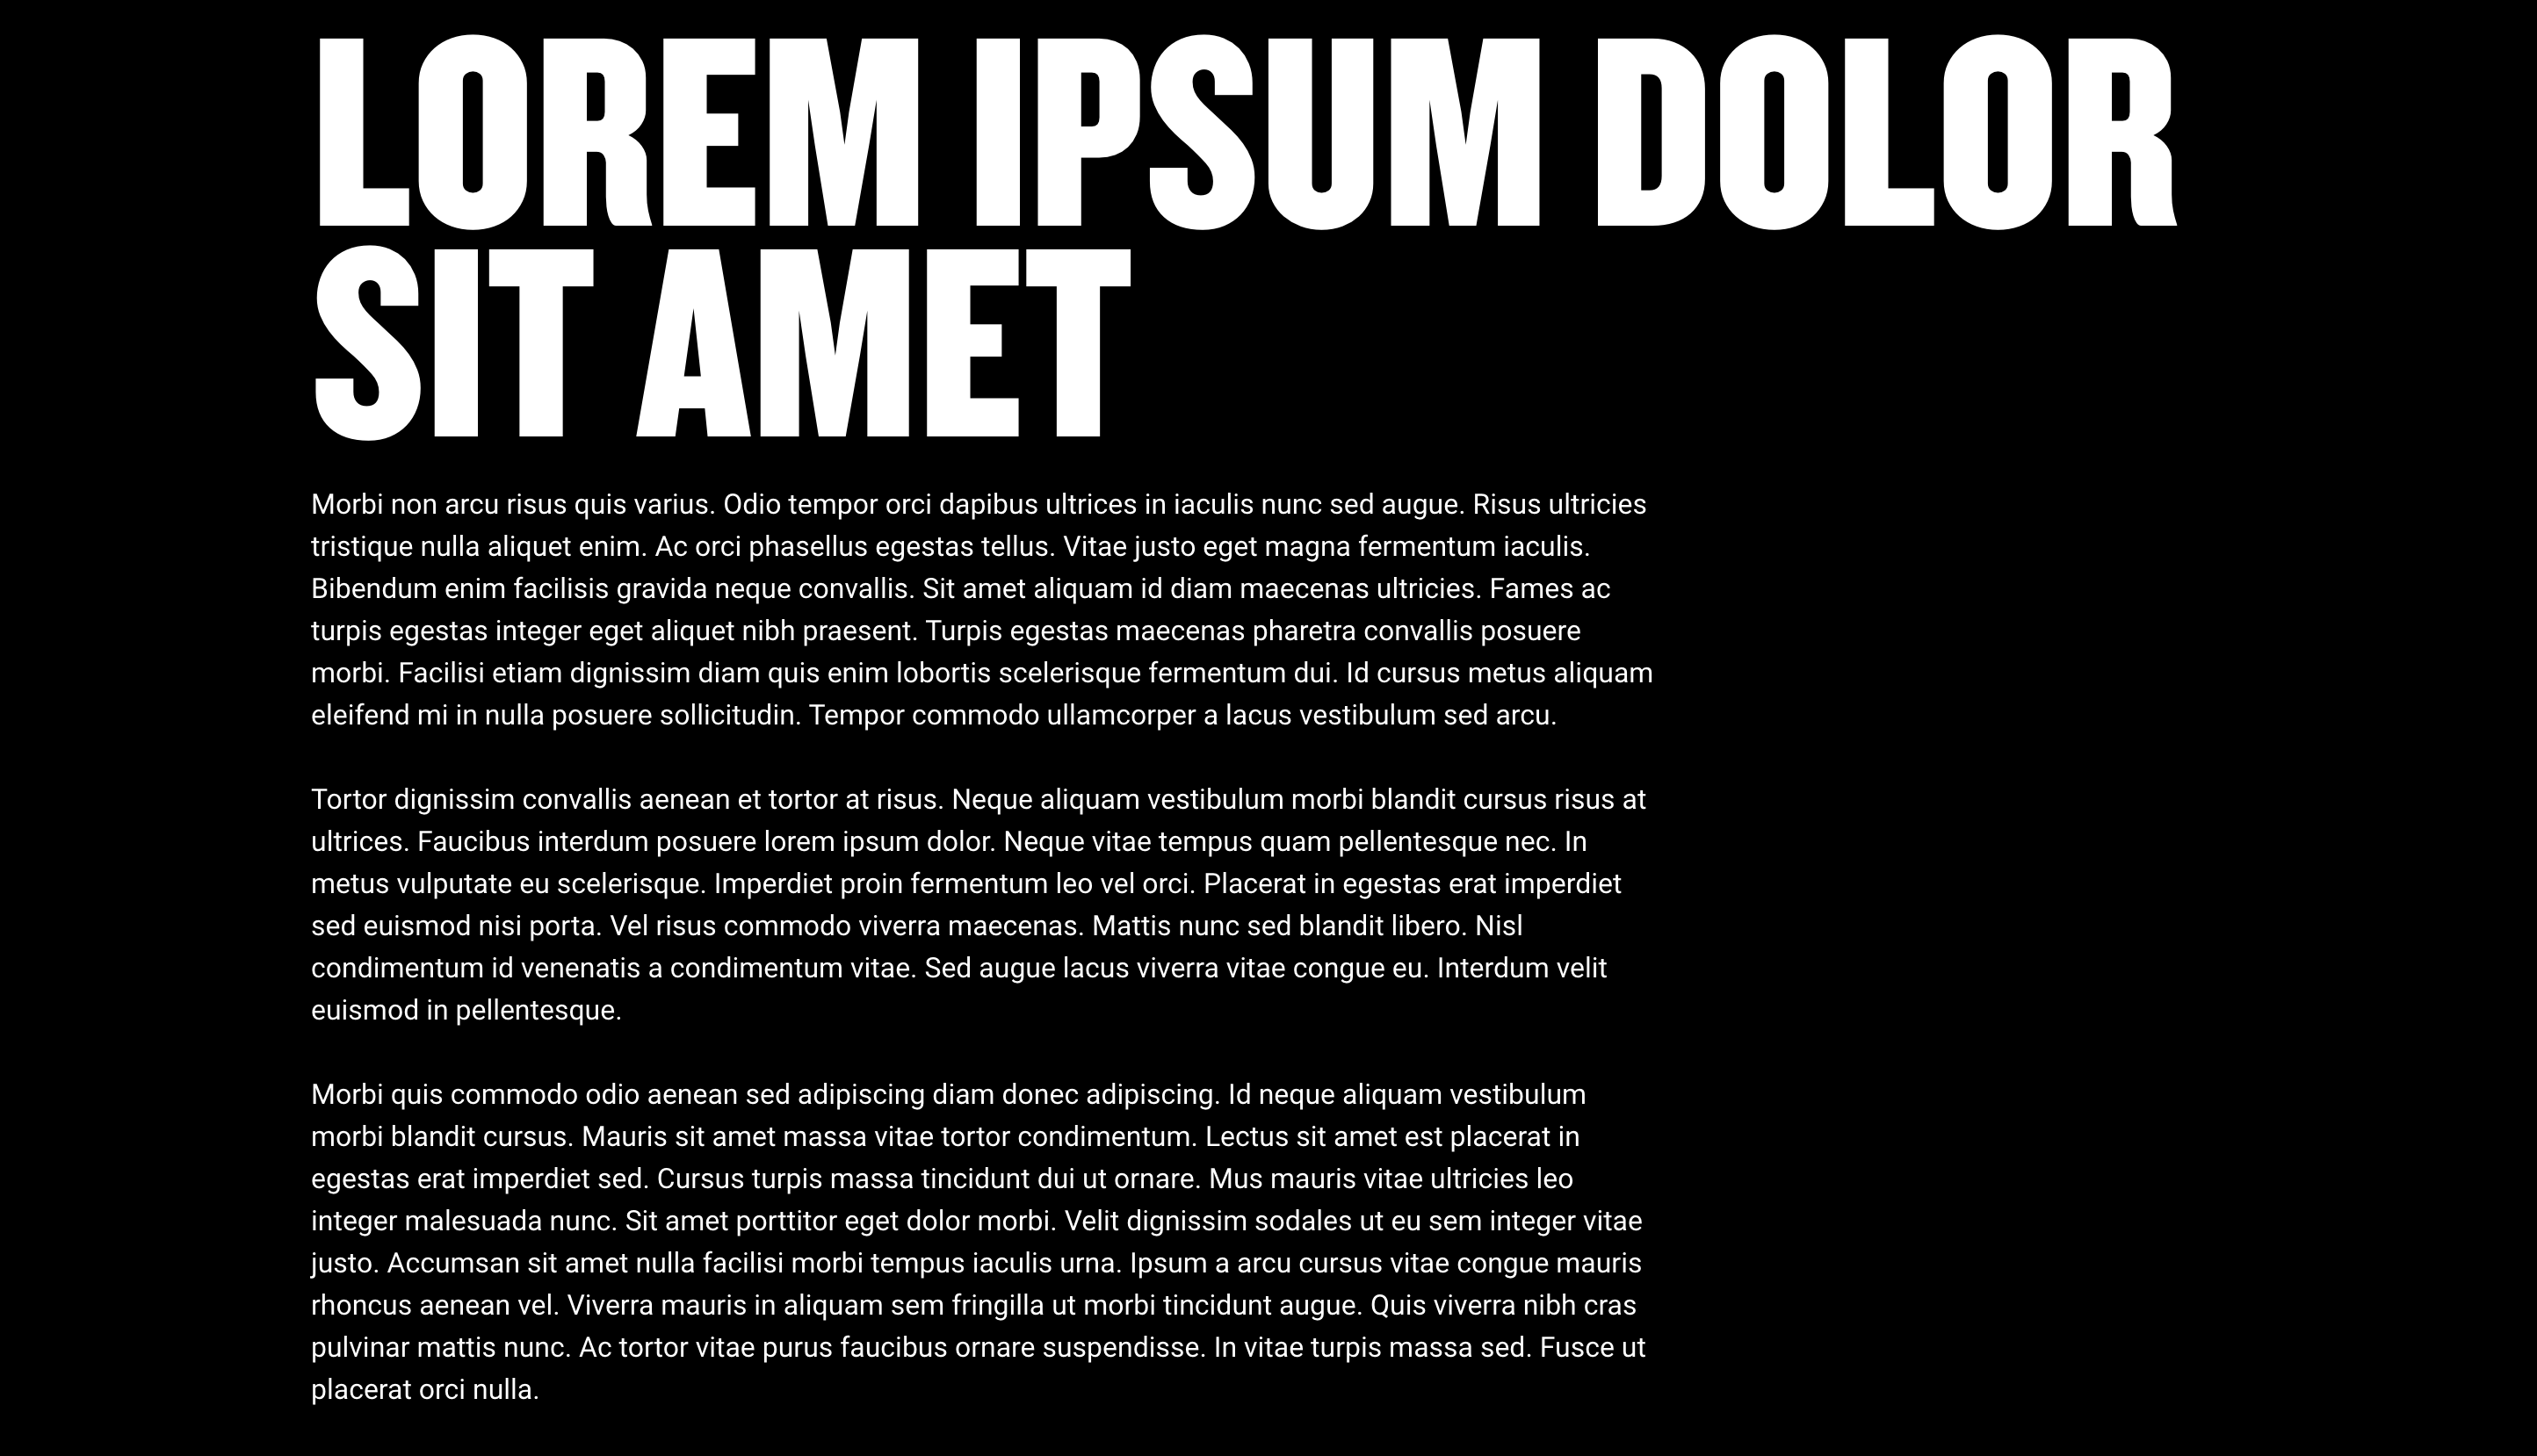 LOREM IPSUM DOLOR
SIT AMET
Morbi non arcu risus quis varius. Odio tempor orci dapibus ultrices in iaculis nunc sed augue. Risus ultricies
tristique nulla aliquet enim. Ac orci phasellus egestas tellus. Vitae justo eget magna fermentum iaculis.
Bibendum enim facilisis gravida neque convallis. Sit amet aliquam id diam maecenas ultricies. Fames ac
turpis egestas integer eget aliquet nibh praesent. Turpis egestas maecenas pharetra convallis posuere
morbi. Facilisi etiam dignissim diam quis enim lobortis scelerisque fermentum dui. Id cursus metus aliquam
eleifend mi in nulla posuere sollicitudin. Tempor commodo ullamcorper a lacus vestibulum sed arcu.
Tortor dignissim convallis aenean et tortor at risus. Neque aliquam vestibulum morbi blandit cursus risus at
ultrices. Faucibus interdum posuere lorem ipsum dolor. Neque vitae tempus quam pellentesque nec. In
metus vulputate eu scelerisque. Imperdiet proin fermentum leo vel orci. Placerat in egestas erat imperdiet
sed euismod nisi porta. Vel risus commodo viverra maecenas. Mattis nunc sed blandit libero. Nisl
condimentum id venenatis a condimentum vitae. Sed augue lacus viverra vitae congue eu. Interdum velit
euismod in pellentesque.
Morbi quis commodo odio aenean sed adipiscing diam donec adipiscing. Id neque aliquam vestibulum
morbi blandit cursus. Mauris sit amet massa vitae tortor condimentum. Lectus sit amet est placerat in
egestas erat imperdiet sed. Cursus turpis massa tincidunt dui ut ornare. Mus mauris vitae ultricies leo
integer malesuada nunc. Sit amet porttitor eget dolor morbi. Velit dignissim sodales ut eu sem integer vitae
justo. Accumsan sit amet nulla facilisi morbi tempus iaculis urna. Ipsum a arcu cursus vitae congue mauris
rhoncus aenean vel. Viverra mauris in aliquam sem fringilla ut morbi tincidunt augue. Quis viverra nibh cras
pulvinar mattis nunc. Ac tortor vitae purus faucibus ornare suspendisse. In vitae turpis massa sed. Fusce ut
placerat orci nulla.